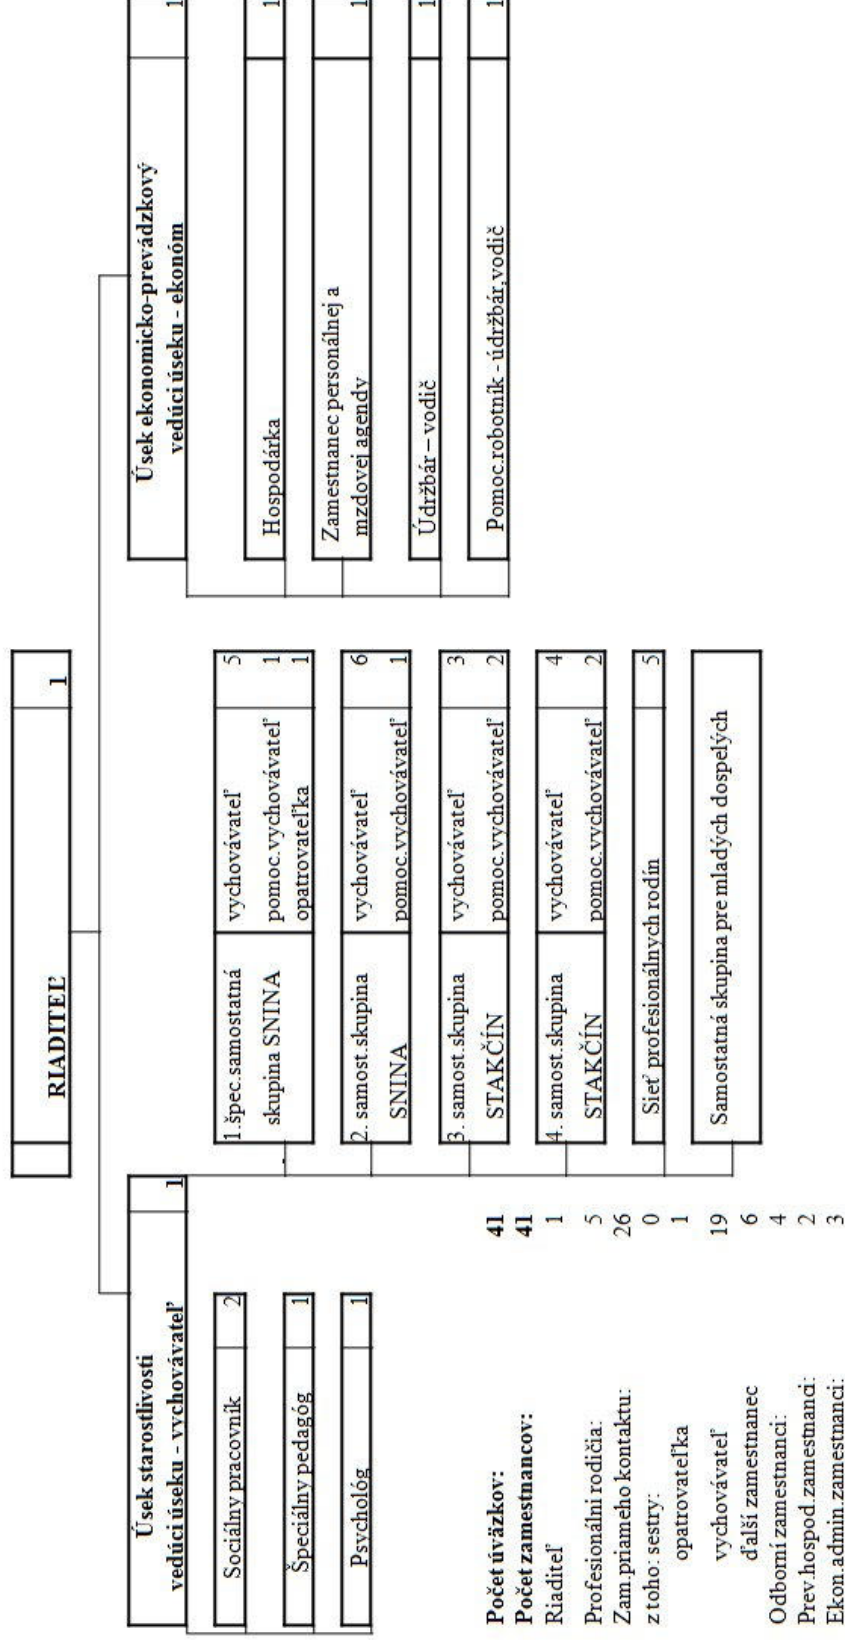 RIADITEĽ 1
Úsek starostlivosti
vedúci úseku – vychovávateľ 1
Sociálny pracovník 2
Špeciálny pedagóg 1
Psychológ 1
1.špec.samostatná vychovávateľ 5
skupina SNINA pomoc.vychovávateľ 1
opatrovateľka 1
2. samost.skupina vychovávateľ 6
SNINA pomoc.vychovávateľ 1
3. samost.skupina vychovávateľ 3
STAKČÍN pomoc.vychovávateľ 2
4. samost.skupina vychovávateľ 4
STAKČÍN pomoc.vychovávateľ 2
Sieť profesionálnych rodín 5
Samostatná skupina pre mladých dospelých
Úsek ekonomicko-prevádzkový 1
vedúci úseku - ekonóm
Hospodárka 1
Zamestnanec personálnej a 1
mzdovej agendy
Údržbár – vodič 1
Pomoc.robotník - údržbár,vodič 1
Počet úväzkov: 41
Počet zamestnancov: 41
Riaditeľ 1
Profesionálni rodičia: 5
Zam.priameho kontaktu: 26
z toho: sestry: 0
opatrovateľka 1
vychovávateľ 19
ďalší zamestnanec 6
Odborní zamestnanci: 4
Prev.hospod.zamestnanci: 2
Ekon.admin.zamestnanci: 3